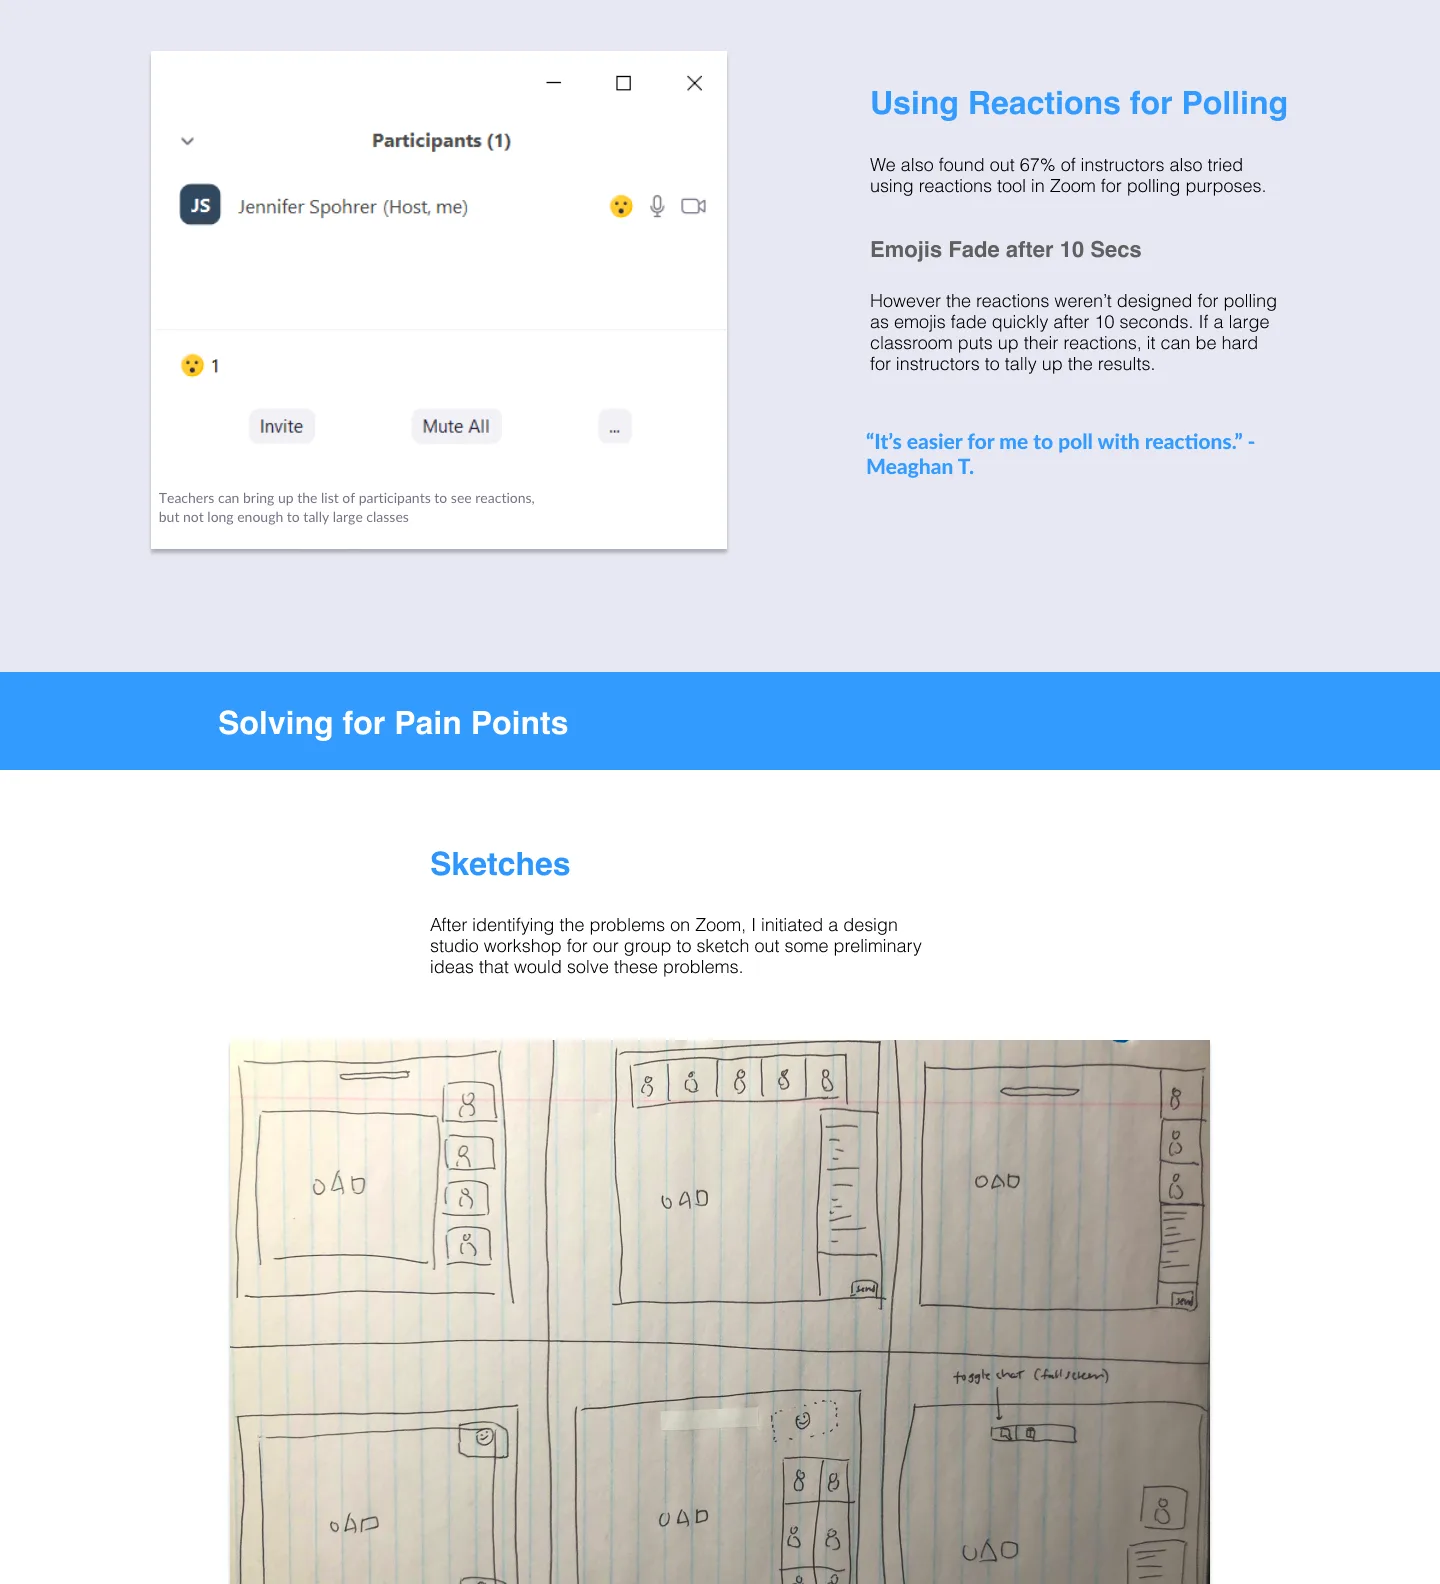 Participants (1)
JS Jennifer Spohrer (Host, me)
1
Invite Mute All ...
Teachers can bring up the list of participants to see reactions,
but not long enough to tally large classes
Using Reactions for Polling
We also found out 67% of instructors also tried
using reactions tool in Zoom for polling purposes.
Emojis Fade after 10 Secs
However the reactions weren’t designed for polling
as emojis fade quickly after 10 seconds. If a large
classroom puts up their reactions, it can be hard
for instructors to tally up the results.
“It’s easier for me to poll with reactions.” -
Meaghan T.
Solving for Pain Points
Sketches
After identifying the problems on Zoom, I initiated a design
studio workshop for our group to sketch out some preliminary
ideas that would solve these problems.
send
send
toggle chat (fullscreen)